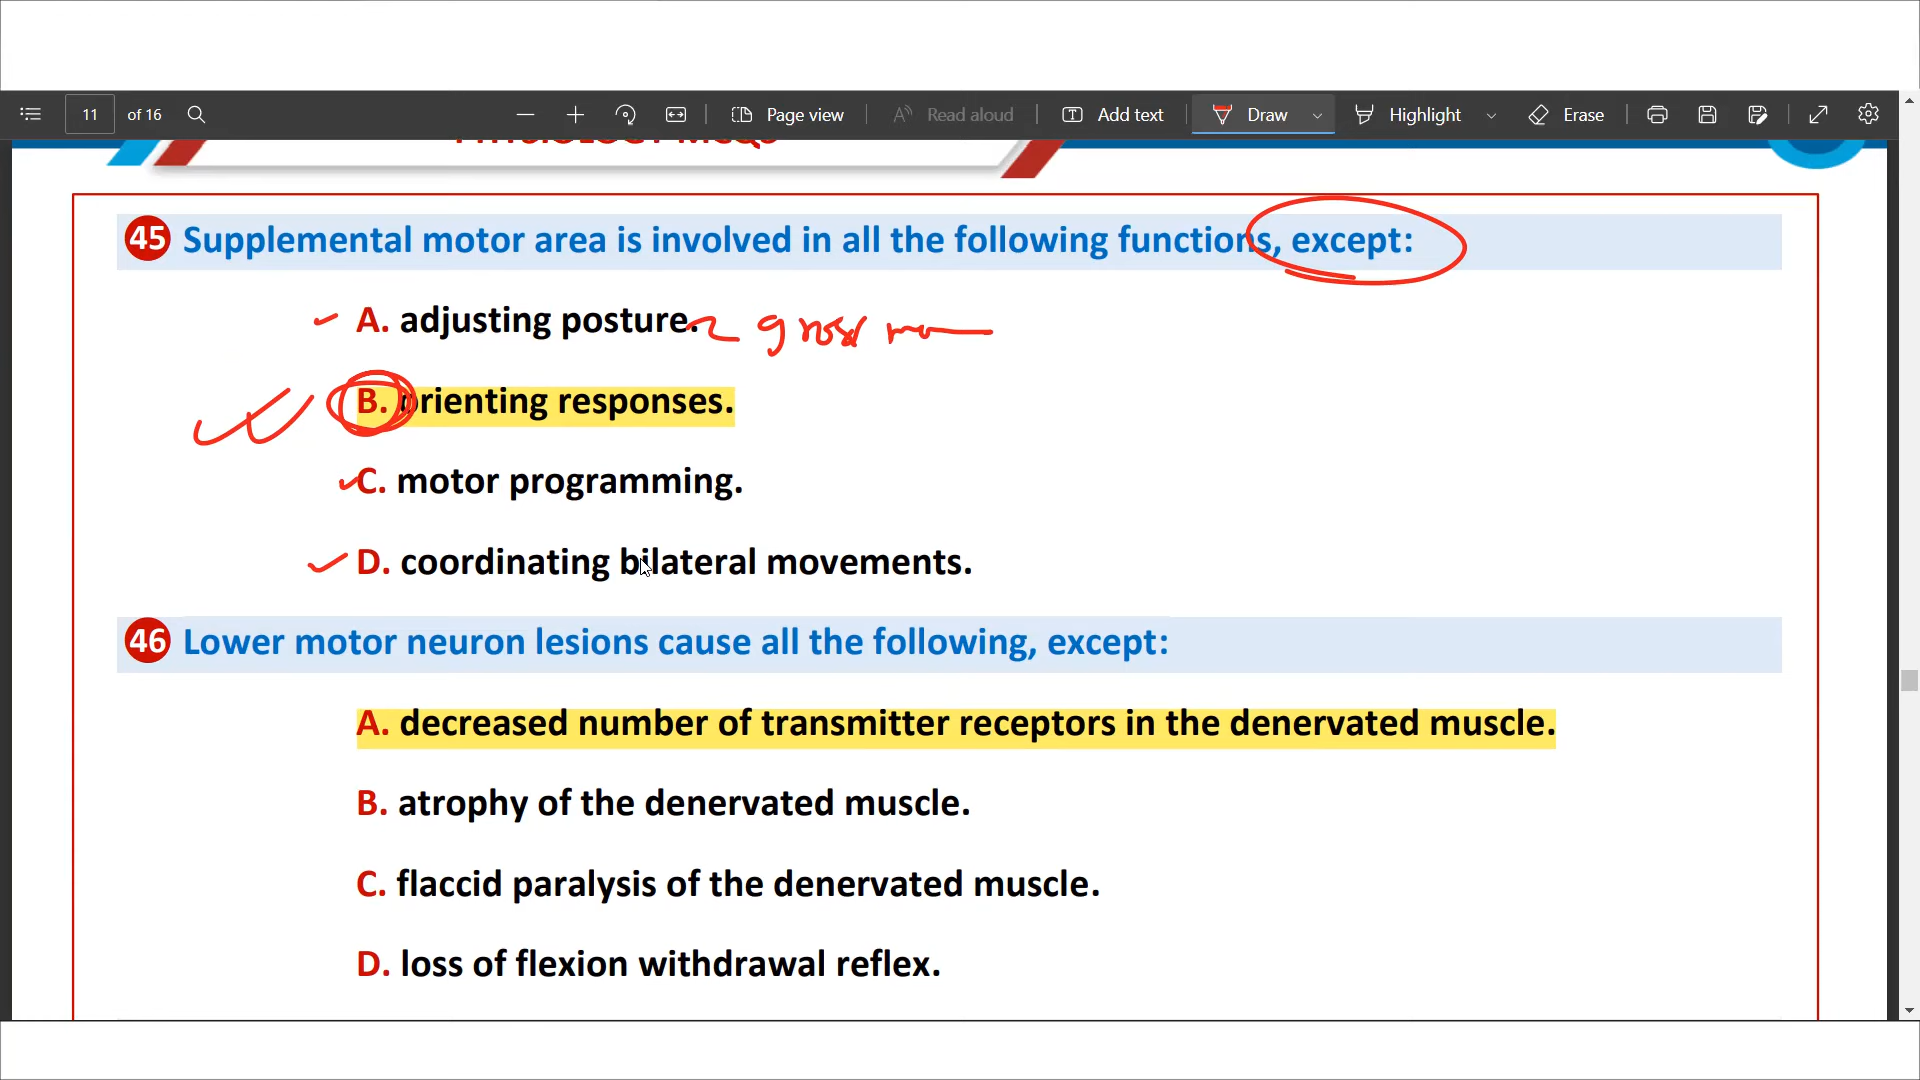 11 of 16 Page view Read aloud Add text Draw Highlight Erase
PHYSIOLOGY MCQs
45 Supplemental motor area is involved in all the following functions, except:
A. adjusting posture. gross
B. orienting responses.
C. motor programming.
D. coordinating bilateral movements.
46 Lower motor neuron lesions cause all the following, except:
A. decreased number of transmitter receptors in the denervated muscle.
B. atrophy of the denervated muscle.
C. flaccid paralysis of the denervated muscle.
D. loss of flexion withdrawal reflex.